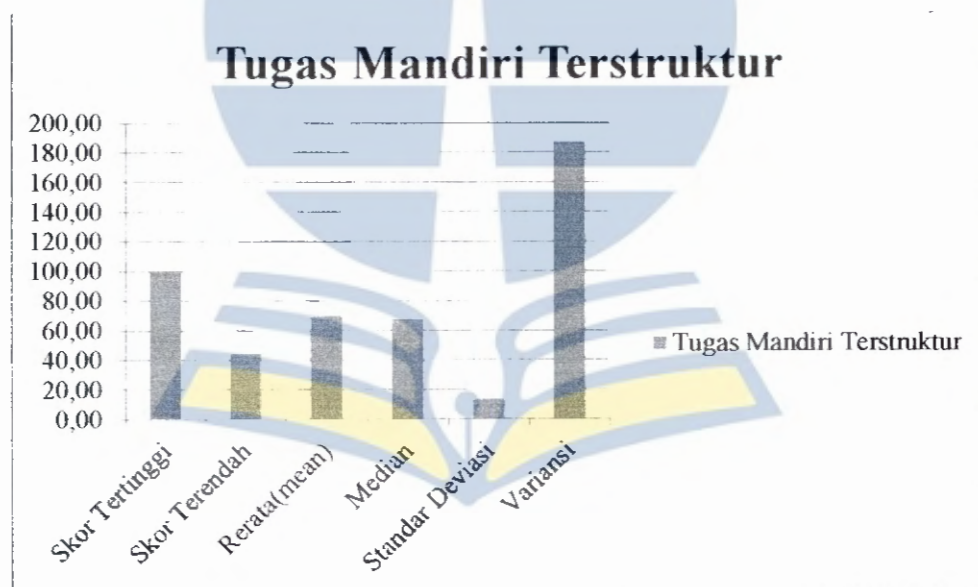 Tugas Mandiri Terstruktur
200,00
180,00
160,00
140,00
120,00
100,00
80,00
60,00
40,00
20,00
0,00
Tugas Mandiri Terstruktur
Skor Tertinggi
Skor Terendah
Rerata(mean)
Median
Standar Deviasi
Variansi